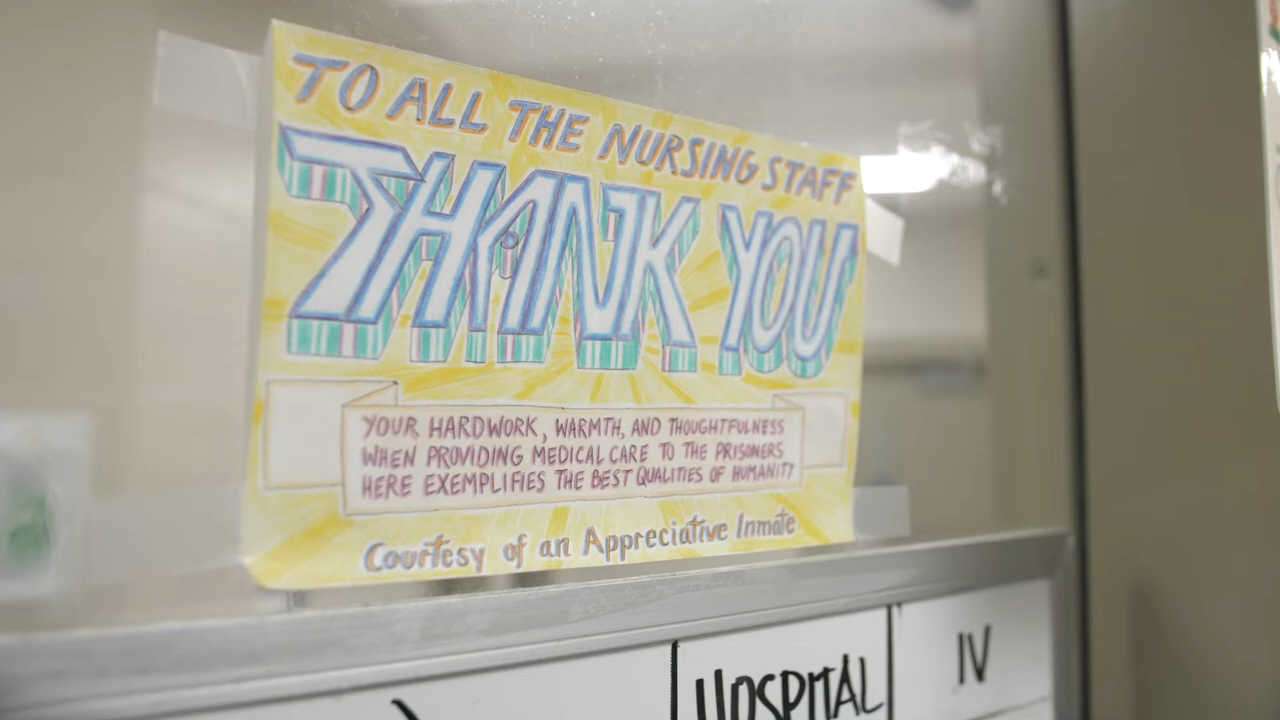 TO ALL THE NURSING STAFF
THANK YOU
YOUR HARDWORK, WARMTH, AND THOUGHTFULNESS
WHEN PROVIDING MEDICAL CARE TO THE PRISONERS
HERE EXEMPLIFIES THE BEST QUALITIES OF HUMANITY
Courtesy of an Appreciative Inmate
HOSPITAL
IV